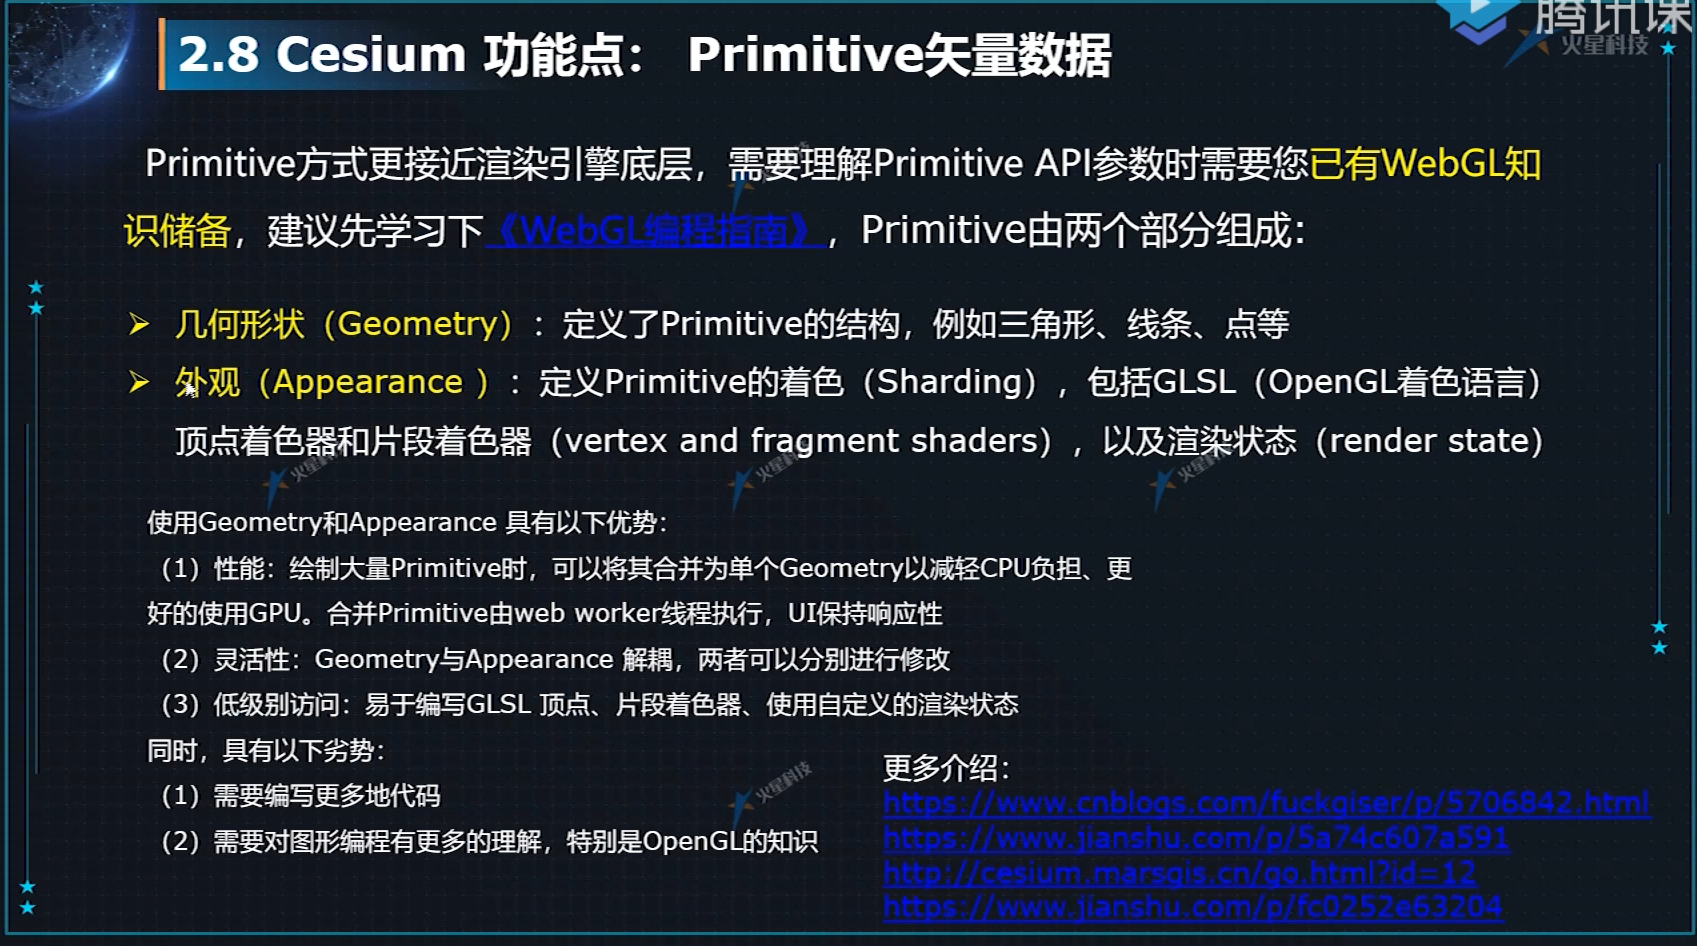 腾讯课
火星科技
2.8 Cesium 功能点： Primitive矢量数据
Primitive方式更接近渲染引擎底层，需要理解Primitive API参数时需要您已有WebGL知
识储备，建议先学习下《WebGL编程指南》，Primitive由两个部分组成：
➢ 几何形状（Geometry）：定义了Primitive的结构，例如三角形、线条、点等
➢ 外观（Appearance ）：定义Primitive的着色（Sharding），包括GLSL（OpenGL着色语言）
顶点着色器和片段着色器（vertex and fragment shaders），以及渲染状态（render state）
火星科技
火星科技
火星科技
使用Geometry和Appearance 具有以下优势：
（1）性能：绘制大量Primitive时，可以将其合并为单个Geometry以减轻CPU负担、更
好的使用GPU。合并Primitive由web worker线程执行，UI保持响应性
（2）灵活性：Geometry与Appearance 解耦，两者可以分别进行修改
（3）低级别访问：易于编写GLSL 顶点、片段着色器、使用自定义的渲染状态
同时，具有以下劣势：
（1）需要编写更多地代码
（2）需要对图形编程有更多的理解，特别是OpenGL的知识
火星科技
更多介绍：
https://www.cnblogs.com/fuckgiser/p/5706842.html
https://www.jianshu.com/p/5a74c607a591
http://cesium.marsgis.cn/go.html?id=12
https://www.jianshu.com/p/fc0252e63204